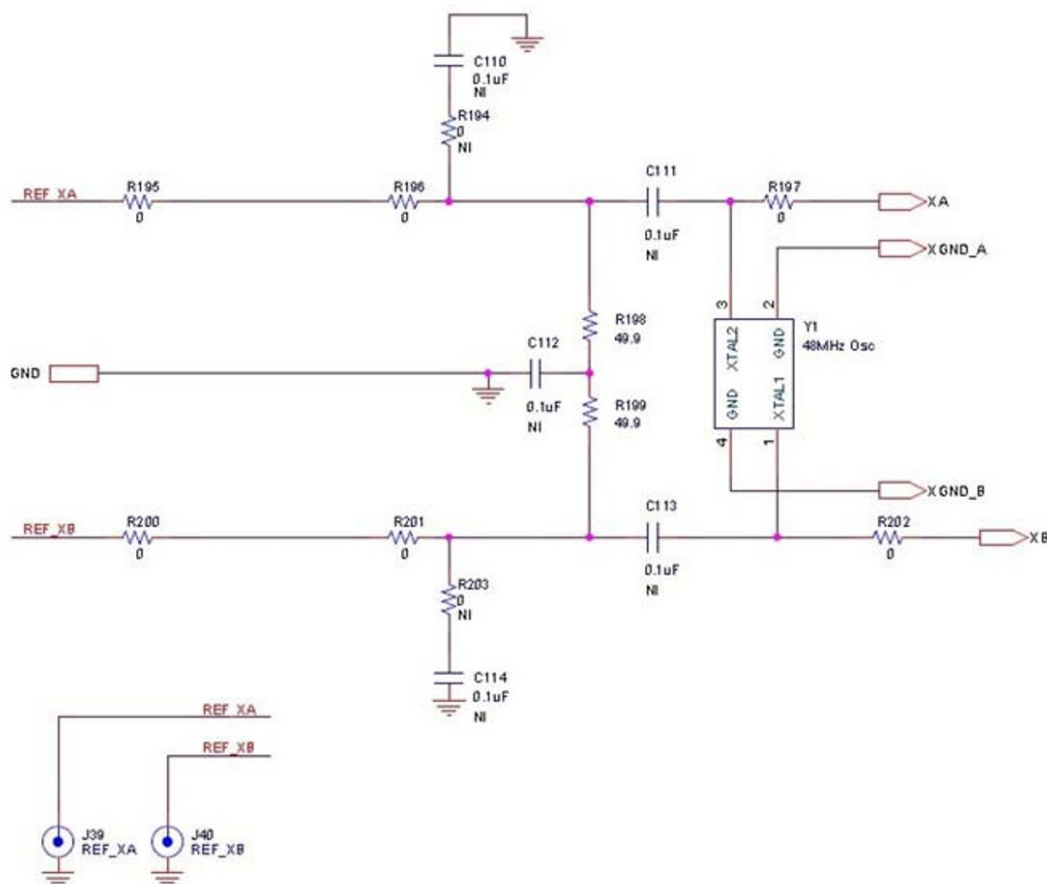 C110
0.1uF
NI
R194
0
NI
REF_XA
R195
0
R196
0
C111
0.1uF
NI
R197
0
XA
XGND_A
3
2
XTAL2
GND
GND
XTAL1
4
1
Y1
48MHz Osc
R198
49.9
GND
C112
0.1uF
NI
R199
49.9
XGND_B
REF_XB
R200
0
R201
0
C113
0.1uF
NI
R202
0
XB
R203
0
NI
C114
0.1uF
NI
REF_XA
REF_XB
J39
REF_XA
J40
REF_XB